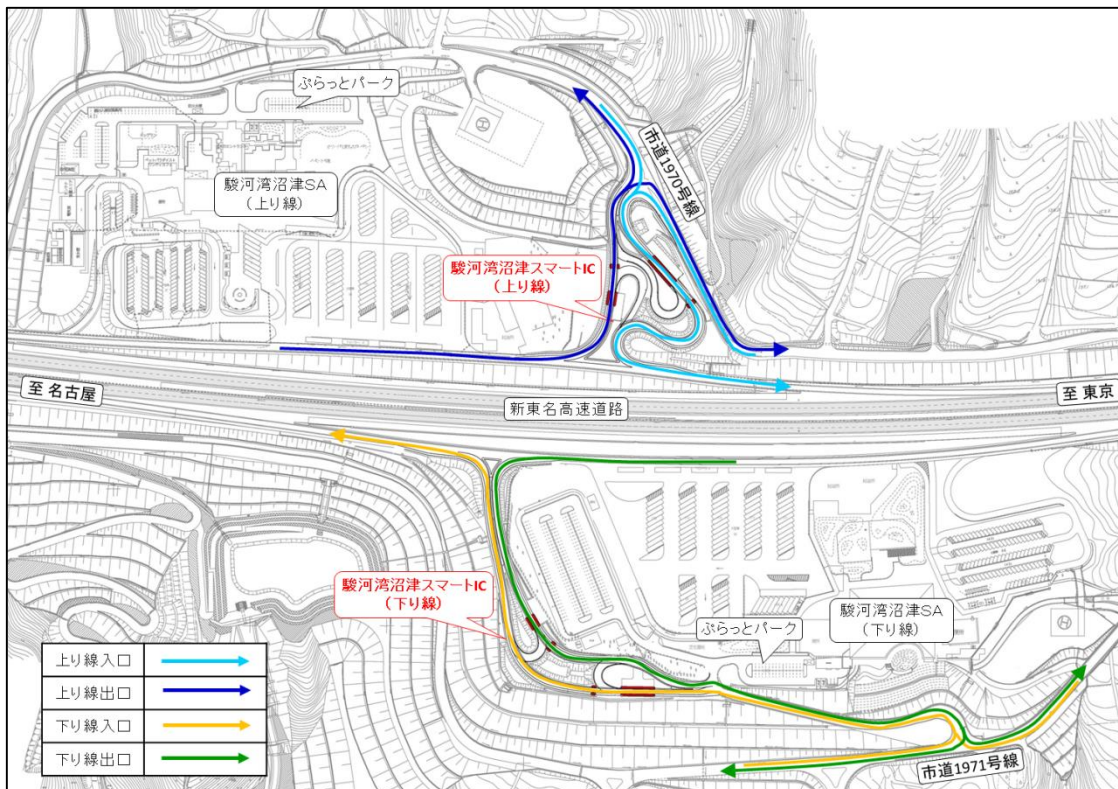 ぷらっとパーク
市道1970号線
駿河湾沼津SA
(上り線)
駿河湾沼津スマートIC
(上り線)
至 名古屋
至 東京
新東名高速道路
駿河湾沼津スマートIC
(下り線)
駿河湾沼津SA
(下り線)
ぷらっとパーク
上り線入口
上り線出口
下り線入口
下り線出口
市道1971号線